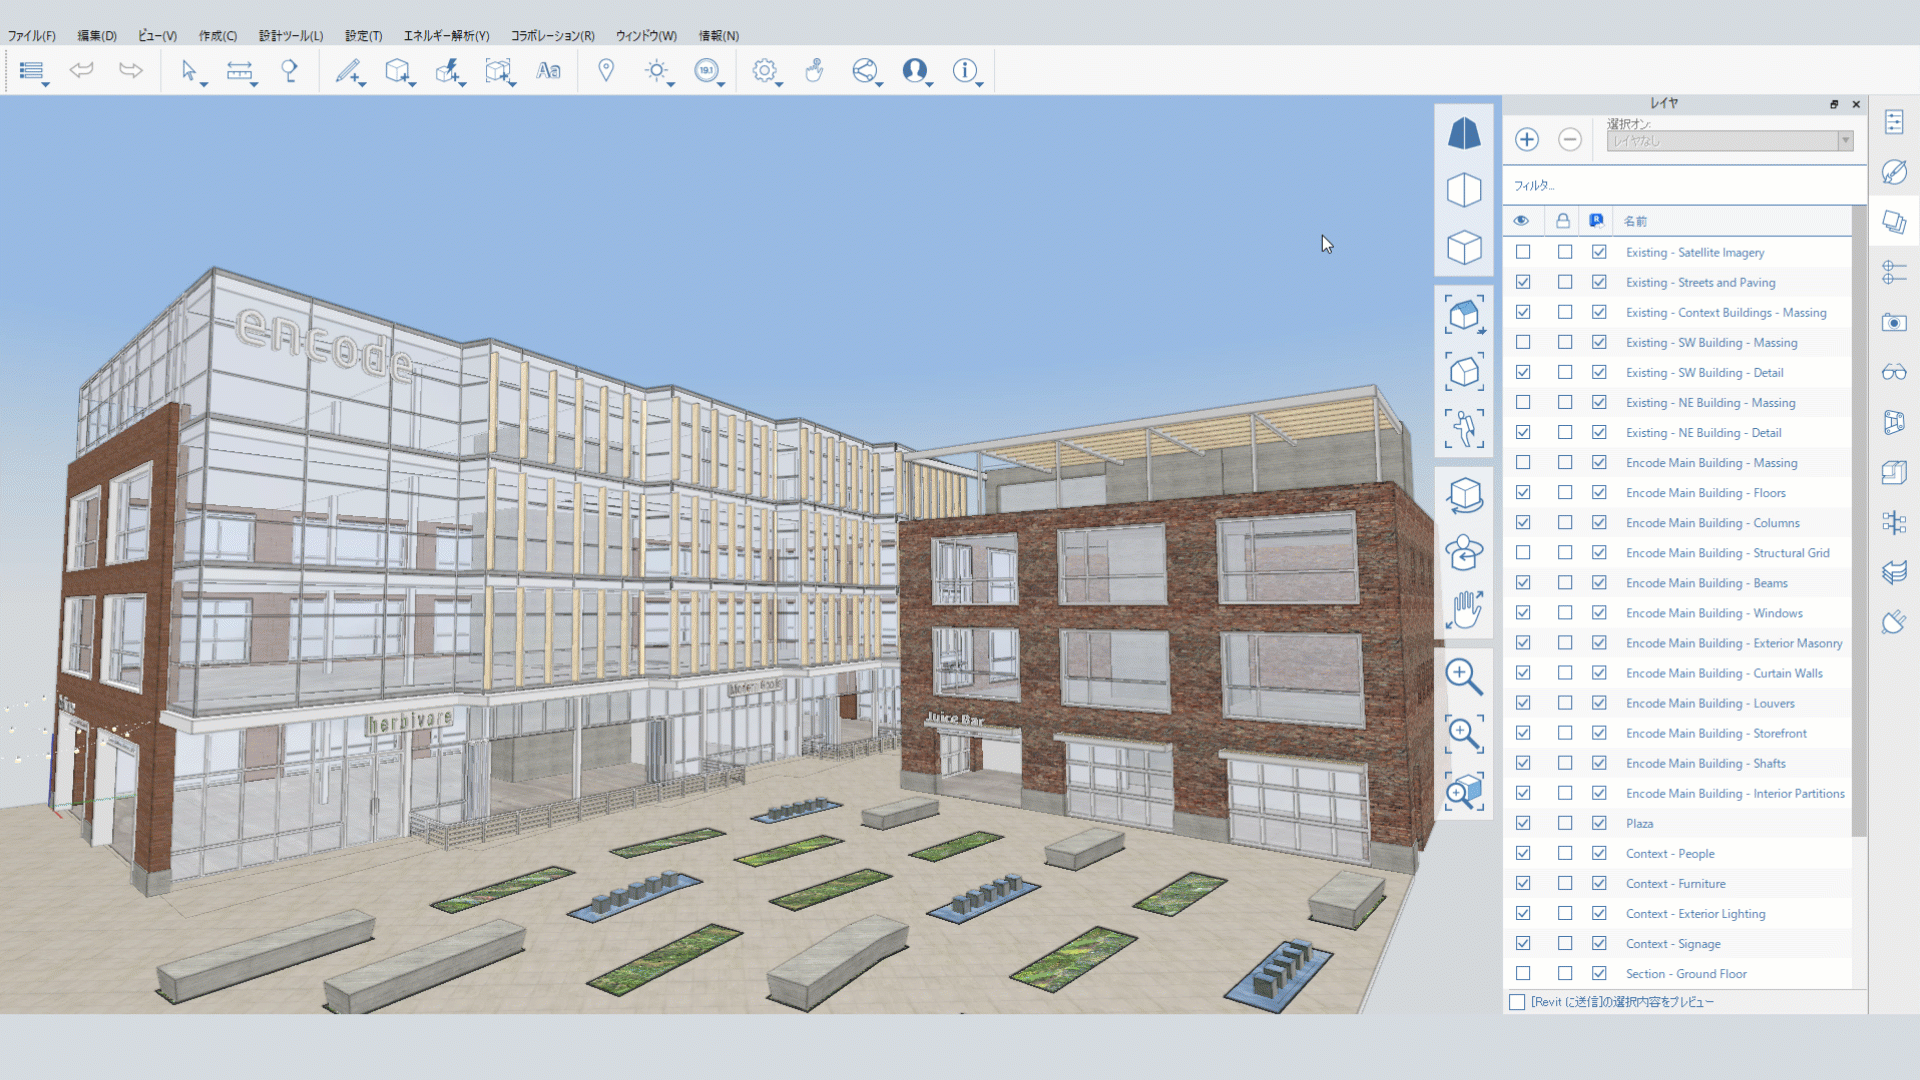 ファイル(F) 編集(D) ビュー(V) 作成(C) 設計ツール(L) 設定(T) エネルギー解析(Y) コラボレーション(R) ウィンドウ(W) 情報(N)
Aa 19.1
レイヤ
選択オン:
レイヤなし
フィルタ...
R 名前
Existing - Satellite Imagery
Existing - Streets and Paving
Existing - Context Buildings - Massing
Existing - SW Building - Massing
Existing - SW Building - Detail
Existing - NE Building - Massing
Existing - NE Building - Detail
Encode Main Building - Massing
Encode Main Building - Floors
Encode Main Building - Columns
Encode Main Building - Structural Grid
Encode Main Building - Beams
Encode Main Building - Windows
Encode Main Building - Exterior Masonry
Encode Main Building - Curtain Walls
Encode Main Building - Louvers
Encode Main Building - Storefront
Encode Main Building - Shafts
Encode Main Building - Interior Partitions
Plaza
Context - People
Context - Furniture
Context - Exterior Lighting
Context - Signage
Section - Ground Floor
[Revit に送信]の選択内容をプレビュー
encode
herbivore
Juice Bar